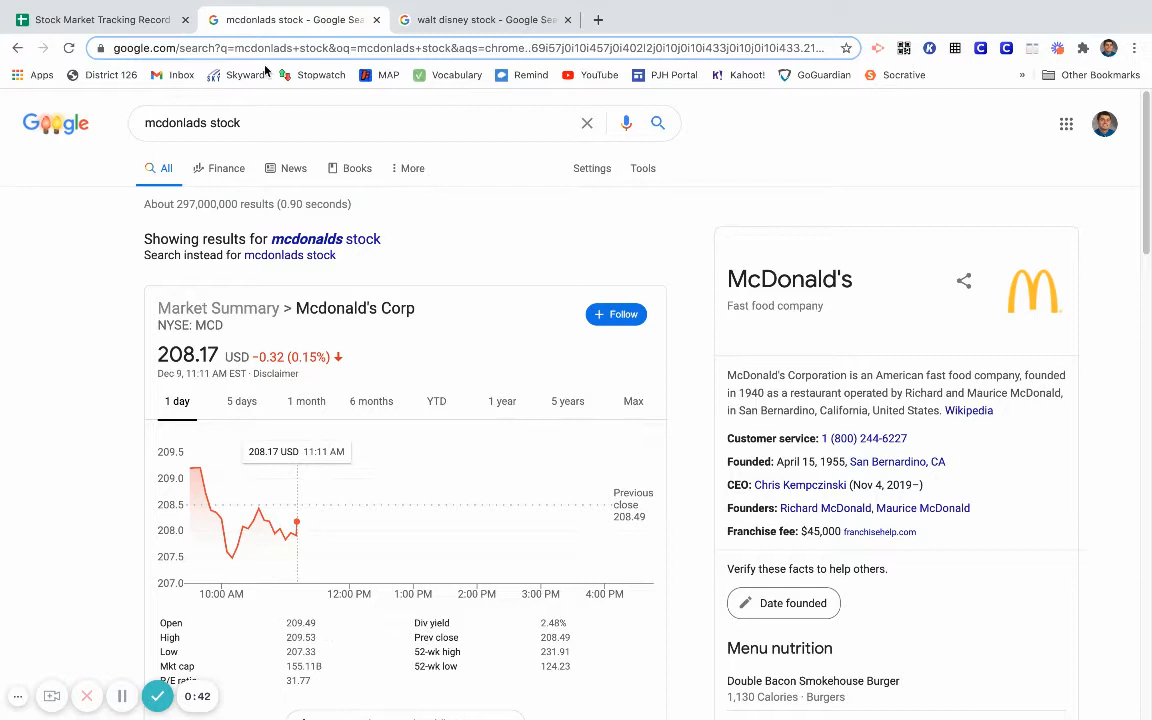 Stock Market Tracking Record
mcdonlads stock - Google Sea
walt disney stock - Google Sea
google.com/search?q=mcdonlads+stock&oq=mcdonlads+stock&aqs=chrome..69i57j0i10i457j0i402l2j0i10j0i10i433j0i10j0i10i433.21...
Apps
District 126
Inbox
Skyward
Stopwatch
MAP
Vocabulary
Remind
YouTube
PJH Portal
Kahoot!
GoGuardian
Socrative
»
Other Bookmarks
Google
mcdonlads stock
All
Finance
News
Books
More
Settings
Tools
About 297,000,000 results (0.90 seconds)
Showing results for mcdonalds stock
Search instead for mcdonlads stock
Market Summary > Mcdonald's Corp
NYSE: MCD
+ Follow
208.17 USD −0.32 (0.15%) ↓
Dec 9, 11:11 AM EST · Disclaimer
1 day
5 days
1 month
6 months
YTD
1 year
5 years
Max
208.17 USD 11:11 AM
209.5
209.0
208.5
208.0
207.5
207.0
Previous
close
208.49
10:00 AM
12:00 PM
1:00 PM
2:00 PM
3:00 PM
4:00 PM
Open 209.49
High 209.53
Low 207.33
Mkt cap 155.11B
P/E ratio 31.77
Div yield 2.48%
Prev close 208.49
52-wk high 231.91
52-wk low 124.23
McDonald's
Fast food company
McDonald's Corporation is an American fast food company, founded
in 1940 as a restaurant operated by Richard and Maurice McDonald,
in San Bernardino, California, United States. Wikipedia
Customer service: 1 (800) 244-6227
Founded: April 15, 1955, San Bernardino, CA
CEO: Chris Kempczinski (Nov 4, 2019–)
Founders: Richard McDonald, Maurice McDonald
Franchise fee: $45,000 franchisehelp.com
Verify these facts to help others.
Date founded
Menu nutrition
Double Bacon Smokehouse Burger
1,130 Calories · Burgers
0:42